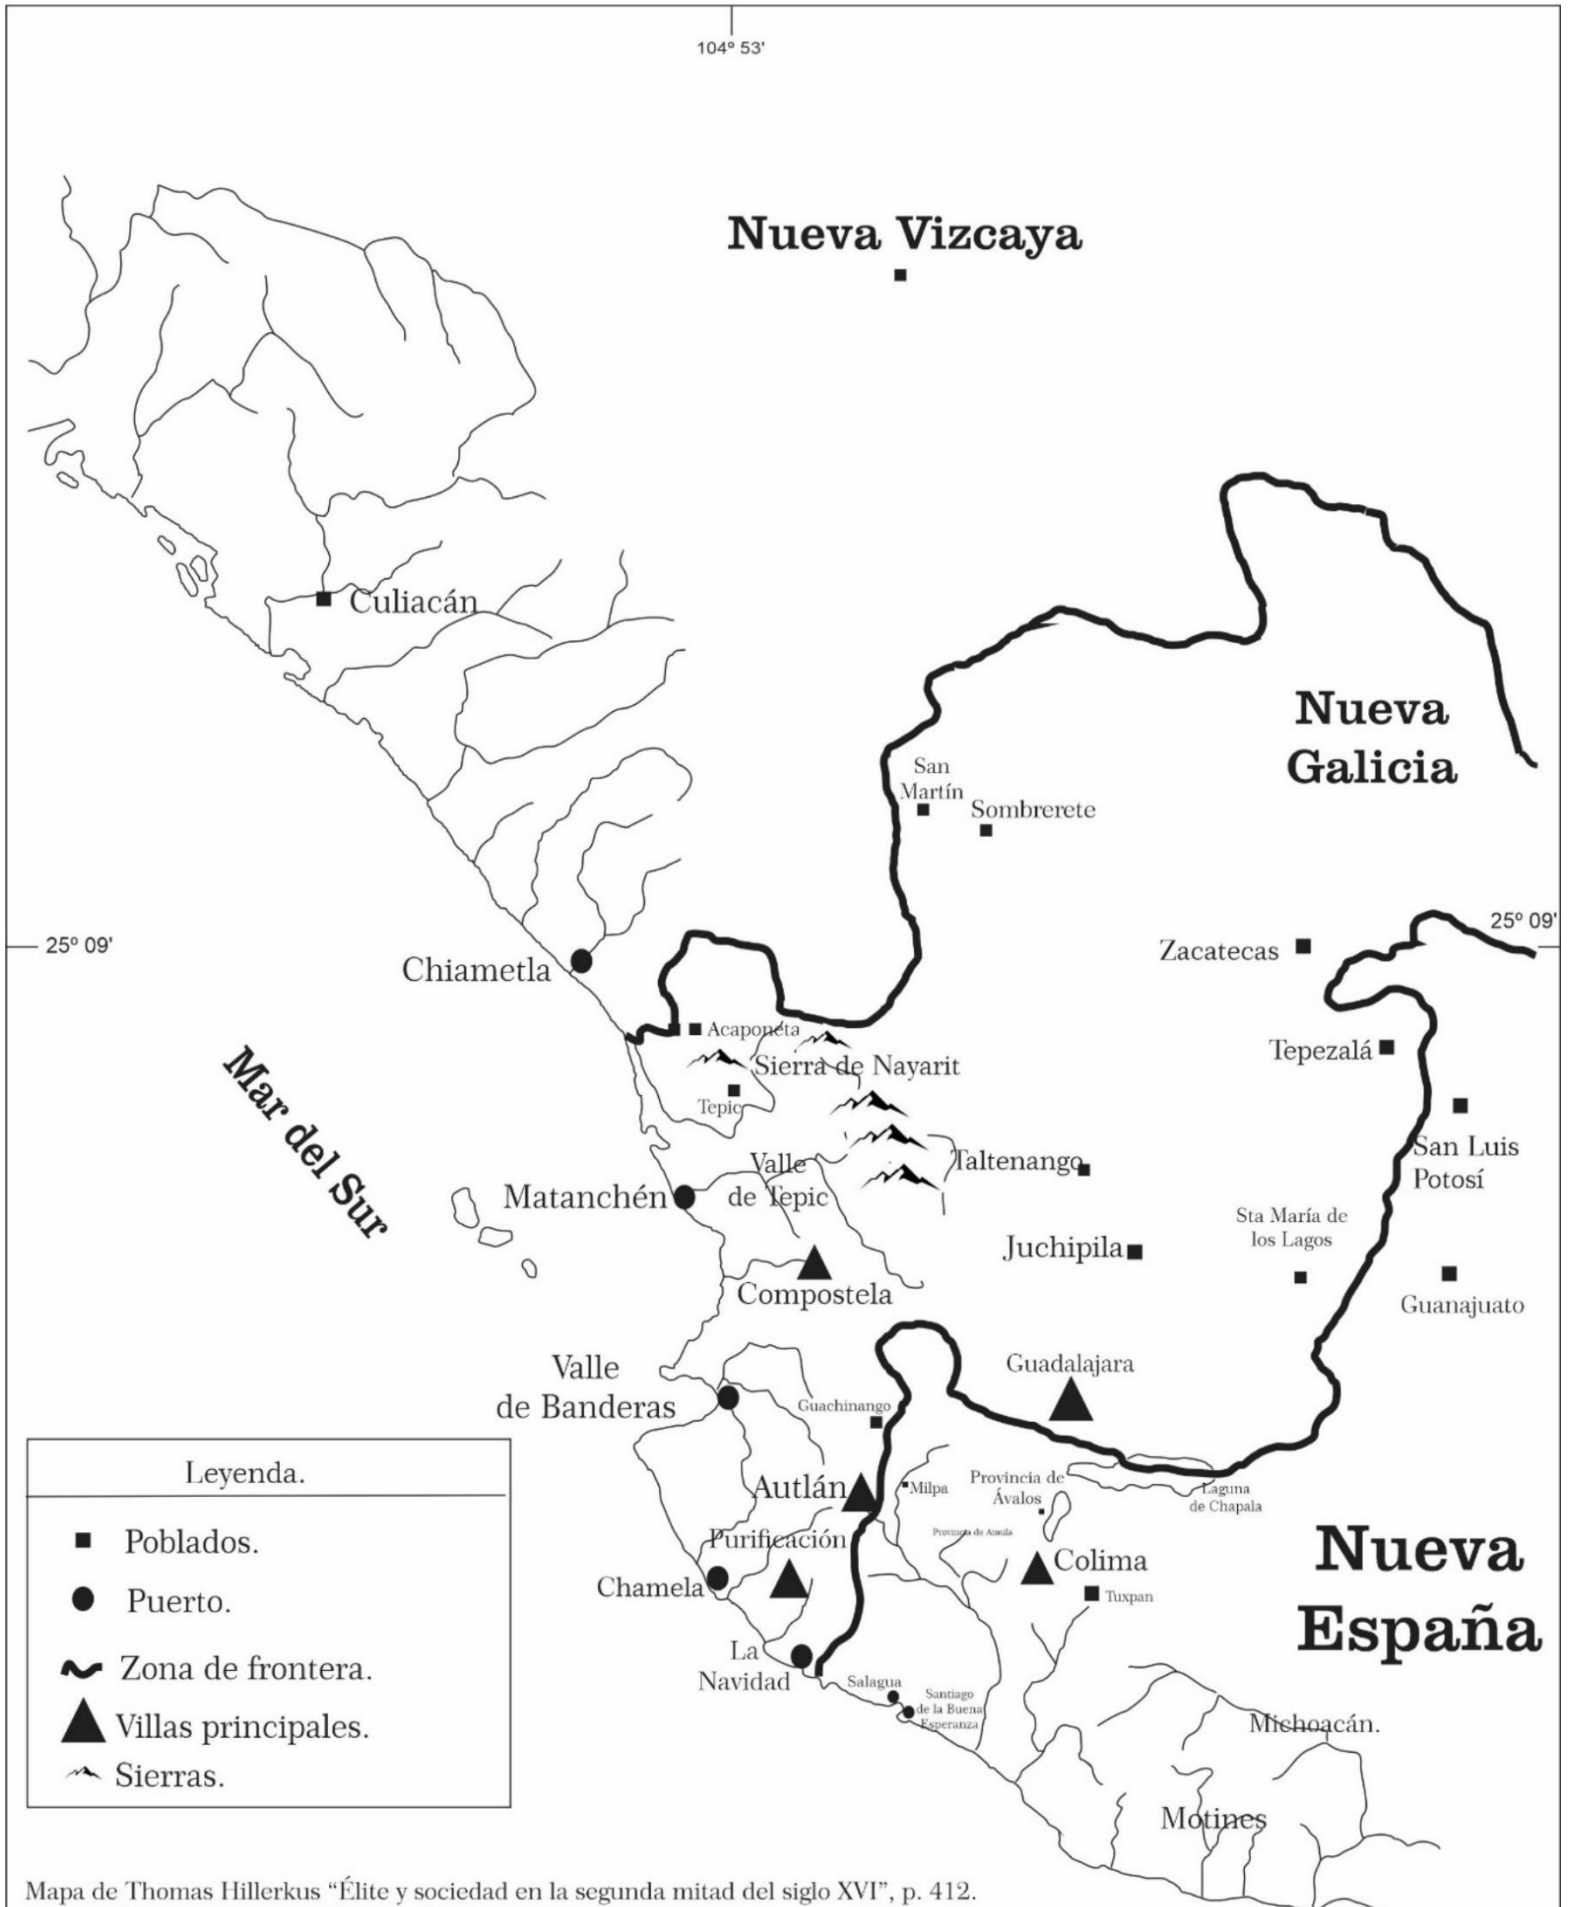 104º 53'
Nueva Vizcaya
Culiacán
Nueva
Galicia
San
Martín
Sombrerete
25º 09'
25º 09'
Zacatecas
Chiametla
Acaponeta
Sierra de Nayarit
Tepic
Tepezalá
San Luis
Potosí
Mar del Sur
Valle
de Tepic
Taltenango
Matanchén
Sta María de
los Lagos
Juchipila
Compostela
Guanajuato
Valle
de Banderas
Guadalajara
Guachinango
Autlán
Milpa
Provincia de
Ávalos
Laguna
de Chapala
Purificación
Provincia de Amula
Colima
Chamela
Tuxpan
Nueva
España
La
Navidad
Salagua
Santiago
de la Buena
Esperanza
Michoacán.
Motines
Leyenda.
Poblados.
Puerto.
Zona de frontera.
Villas principales.
Sierras.
Mapa de Thomas Hillerkus “Élite y sociedad en la segunda mitad del siglo XVI”, p. 412.